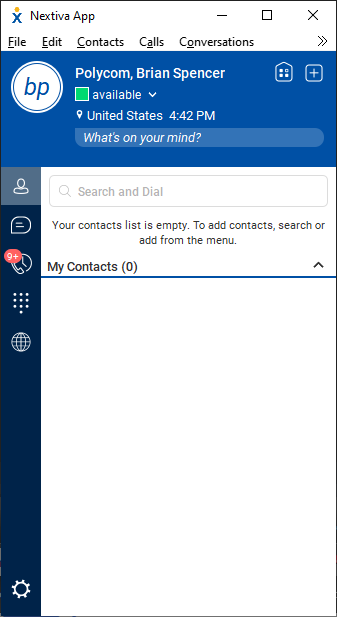 Nextiva App
File Edit Contacts Calls Conversations
bp
Polycom, Brian Spencer
available
United States 4:42 PM
What's on your mind?
Search and Dial
Your contacts list is empty. To add contacts, search or
add from the menu.
9+
My Contacts (0)